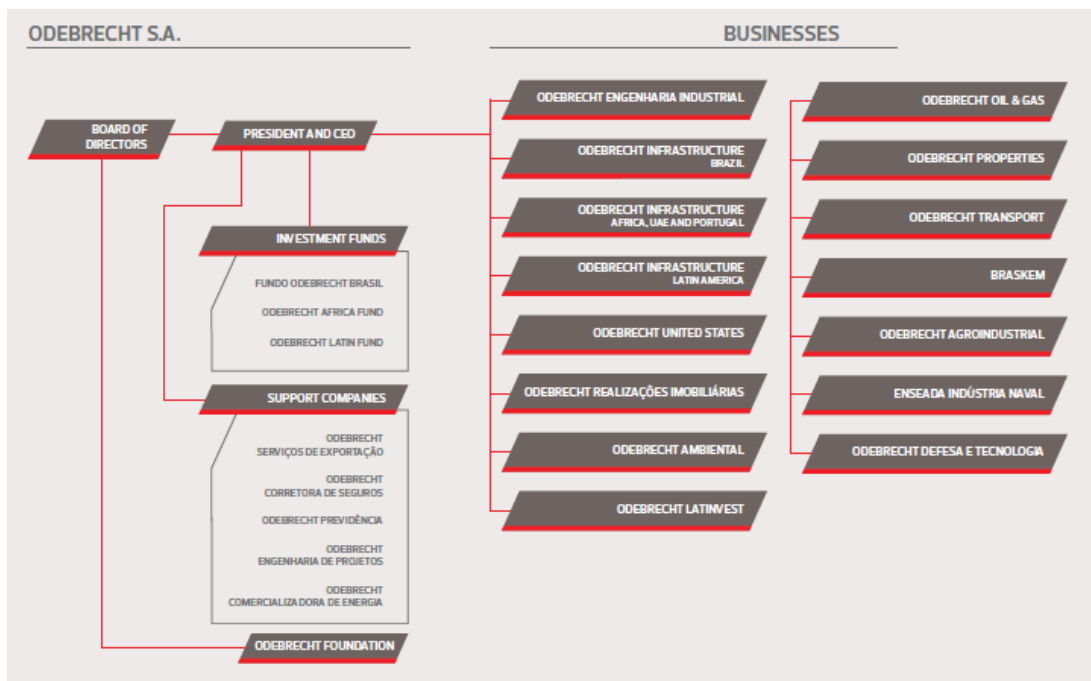 ODEBRECHT S.A.
BOARD OF
DIRECTORS
PRESIDENT AND CEO
INVESTMENT FUNDS
FUNDO ODEBRECHT BRASIL
ODEBRECHT AFRICA FUND
ODEBRECHT LATIN FUND
SUPPORT COMPANIES
ODEBRECHT
SERVIÇOS DE EXPORTAÇÃO
ODEBRECHT
CORRETORA DE SEGUROS
ODEBRECHT PREVIDÊNCIA
ODEBRECHT
ENGENHARIA DE PROJETOS
ODEBRECHT
COMERCIALIZADORA DE ENERGIA
ODEBRECHT FOUNDATION
BUSINESSES
ODEBRECHT ENGENHARIA INDUSTRIAL
ODEBRECHT INFRASTRUCTURE
BRAZIL
ODEBRECHT INFRASTRUCTURE
AFRICA, UAE AND PORTUGAL
ODEBRECHT INFRASTRUCTURE
LATIN AMERICA
ODEBRECHT UNITED STATES
ODEBRECHT REALIZAÇÕES IMOBILIÁRIAS
ODEBRECHT AMBIENTAL
ODEBRECHT LATINVEST
ODEBRECHT OIL & GAS
ODEBRECHT PROPERTIES
ODEBRECHT TRANSPORT
BRASKEM
ODEBRECHT AGROINDUSTRIAL
ENSEADA INDÚSTRIA NAVAL
ODEBRECHT DEFESA E TECNOLOGIA